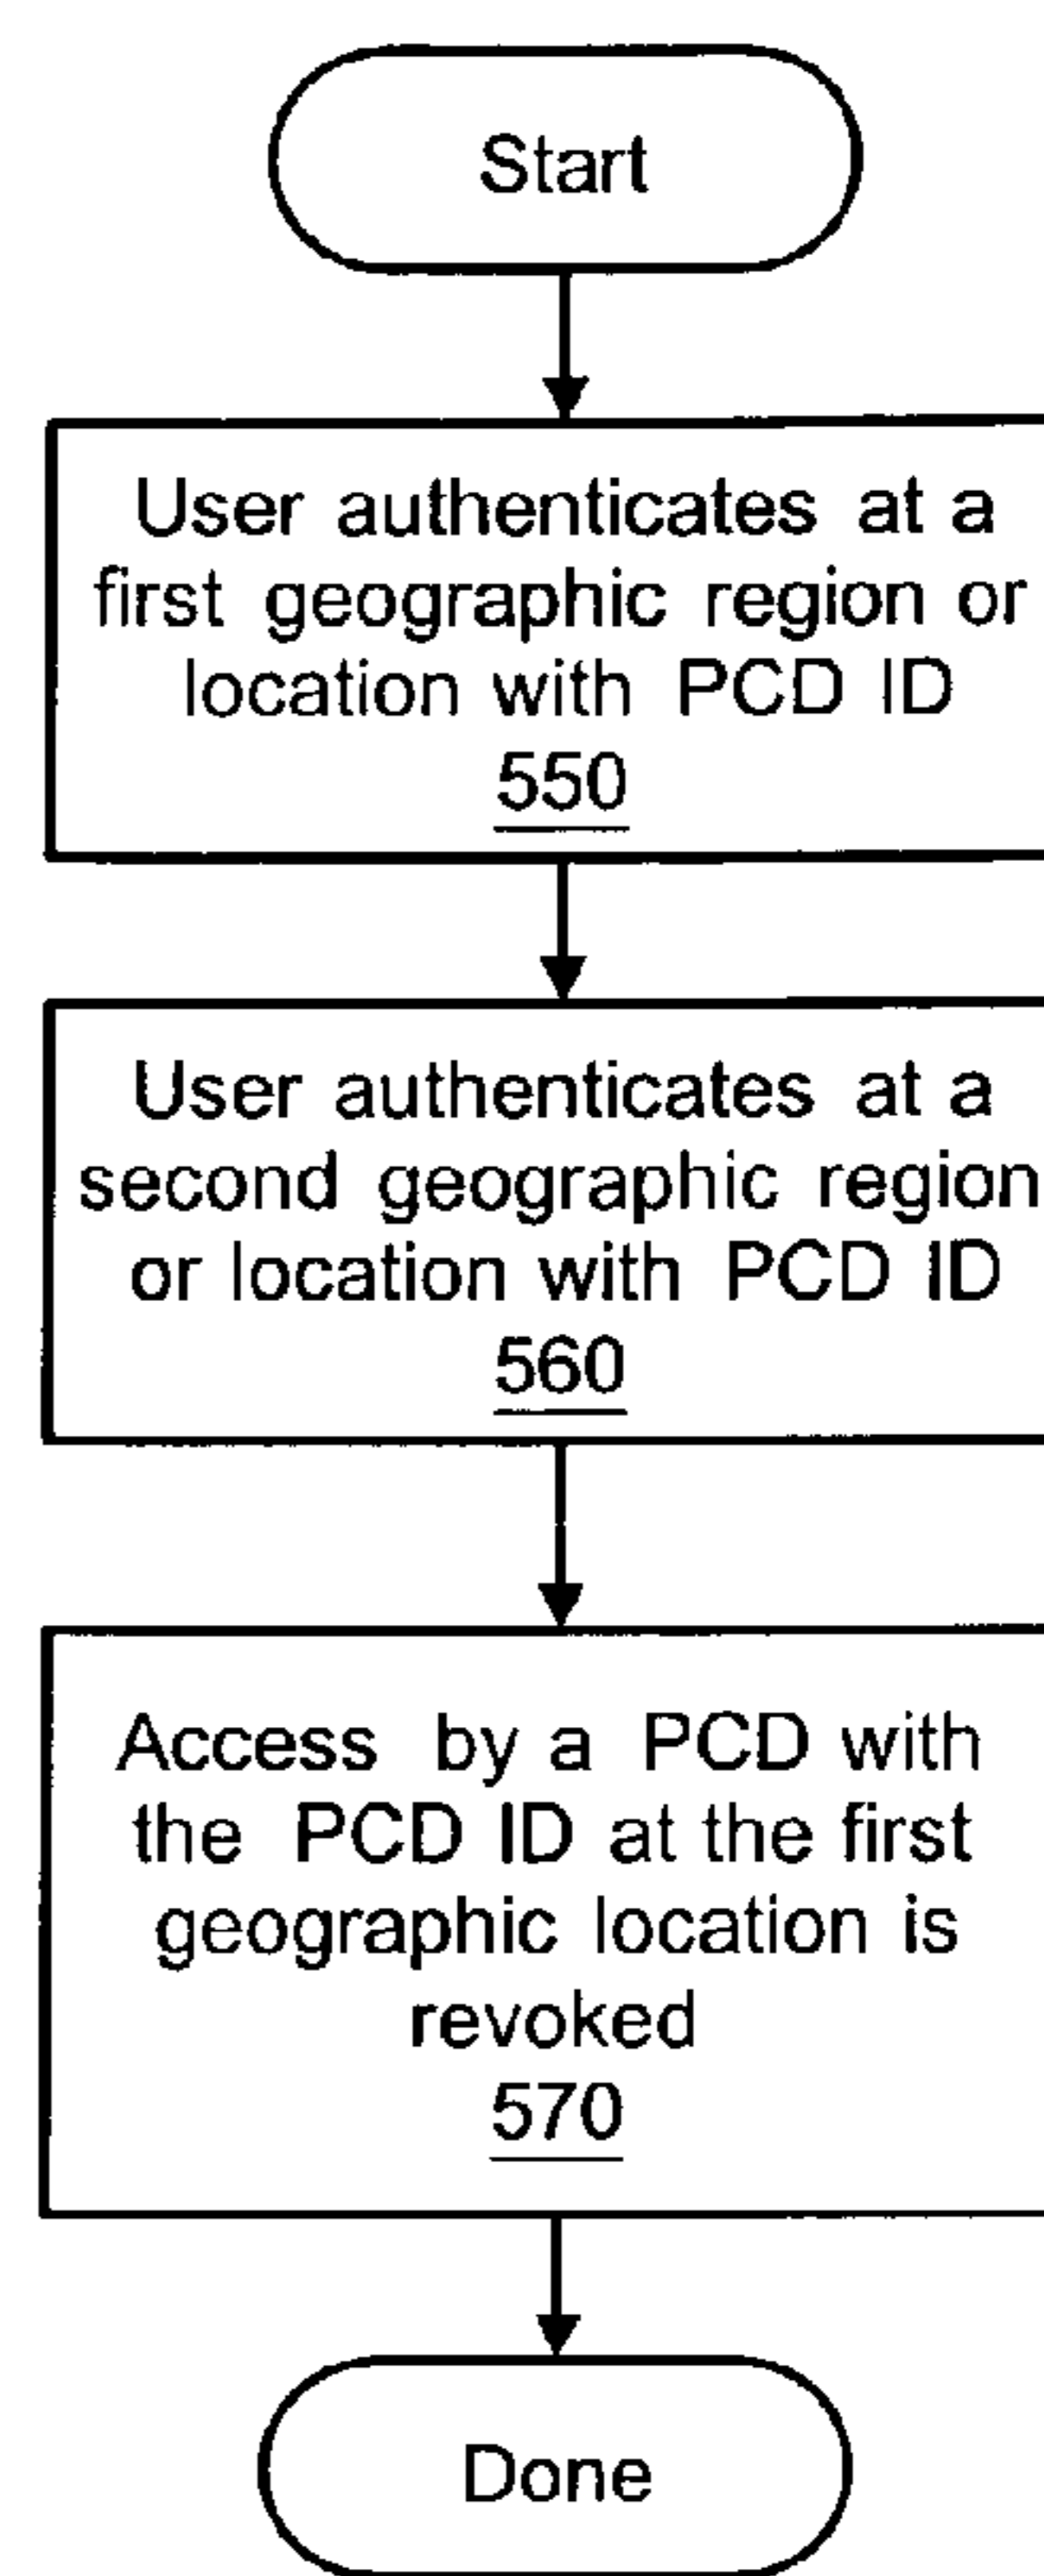 Start
User authenticates at a
first geographic region or
location with PCD ID
550
User authenticates at a
second geographic region
or location with PCD ID
560
Access by a PCD with
the PCD ID at the first
geographic location is
revoked
570
Done